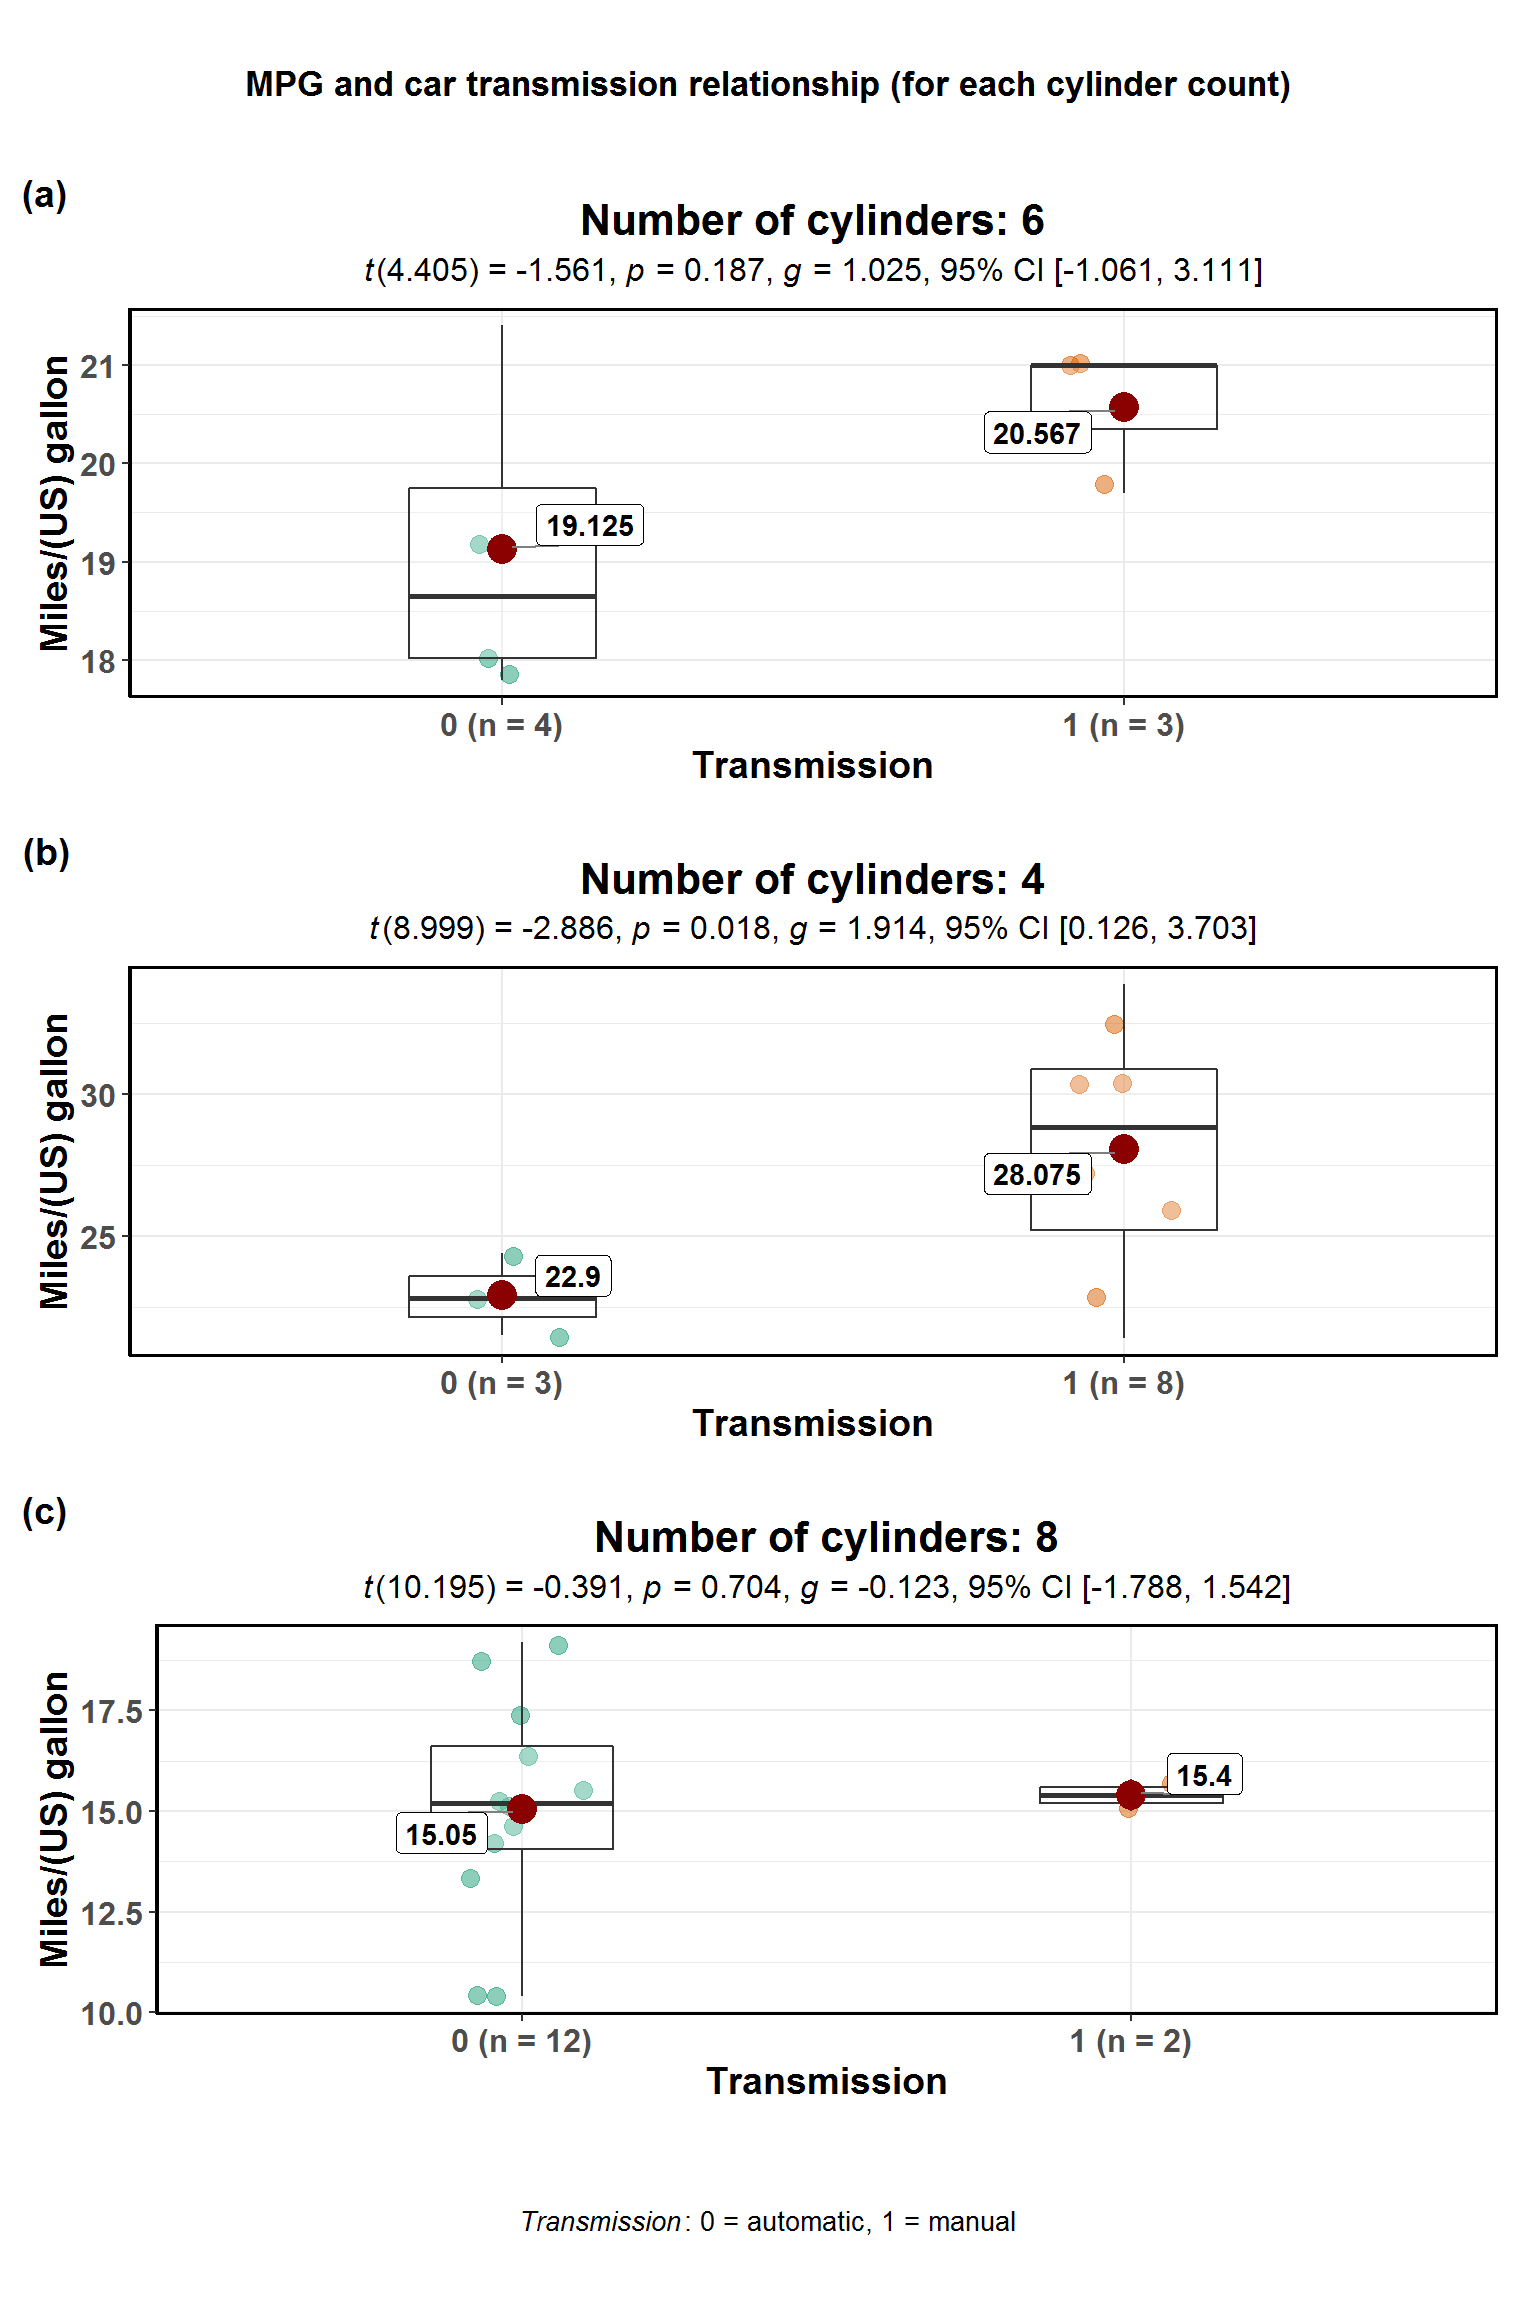 MPG and car transmission relationship (for each cylinder count)
(a)
Number of cylinders: 6
t(4.405) = -1.561, p = 0.187, g = 1.025, 95% CI [-1.061, 3.111]
Miles/(US) gallon
21
20
19
18
19.125
20.567
0 (n = 4)
1 (n = 3)
Transmission
(b)
Number of cylinders: 4
t(8.999) = -2.886, p = 0.018, g = 1.914, 95% CI [0.126, 3.703]
Miles/(US) gallon
30
25
22.9
28.075
0 (n = 3)
1 (n = 8)
Transmission
(c)
Number of cylinders: 8
t(10.195) = -0.391, p = 0.704, g = -0.123, 95% CI [-1.788, 1.542]
Miles/(US) gallon
17.5
15.0
12.5
10.0
15.05
15.4
0 (n = 12)
1 (n = 2)
Transmission
Transmission: 0 = automatic, 1 = manual